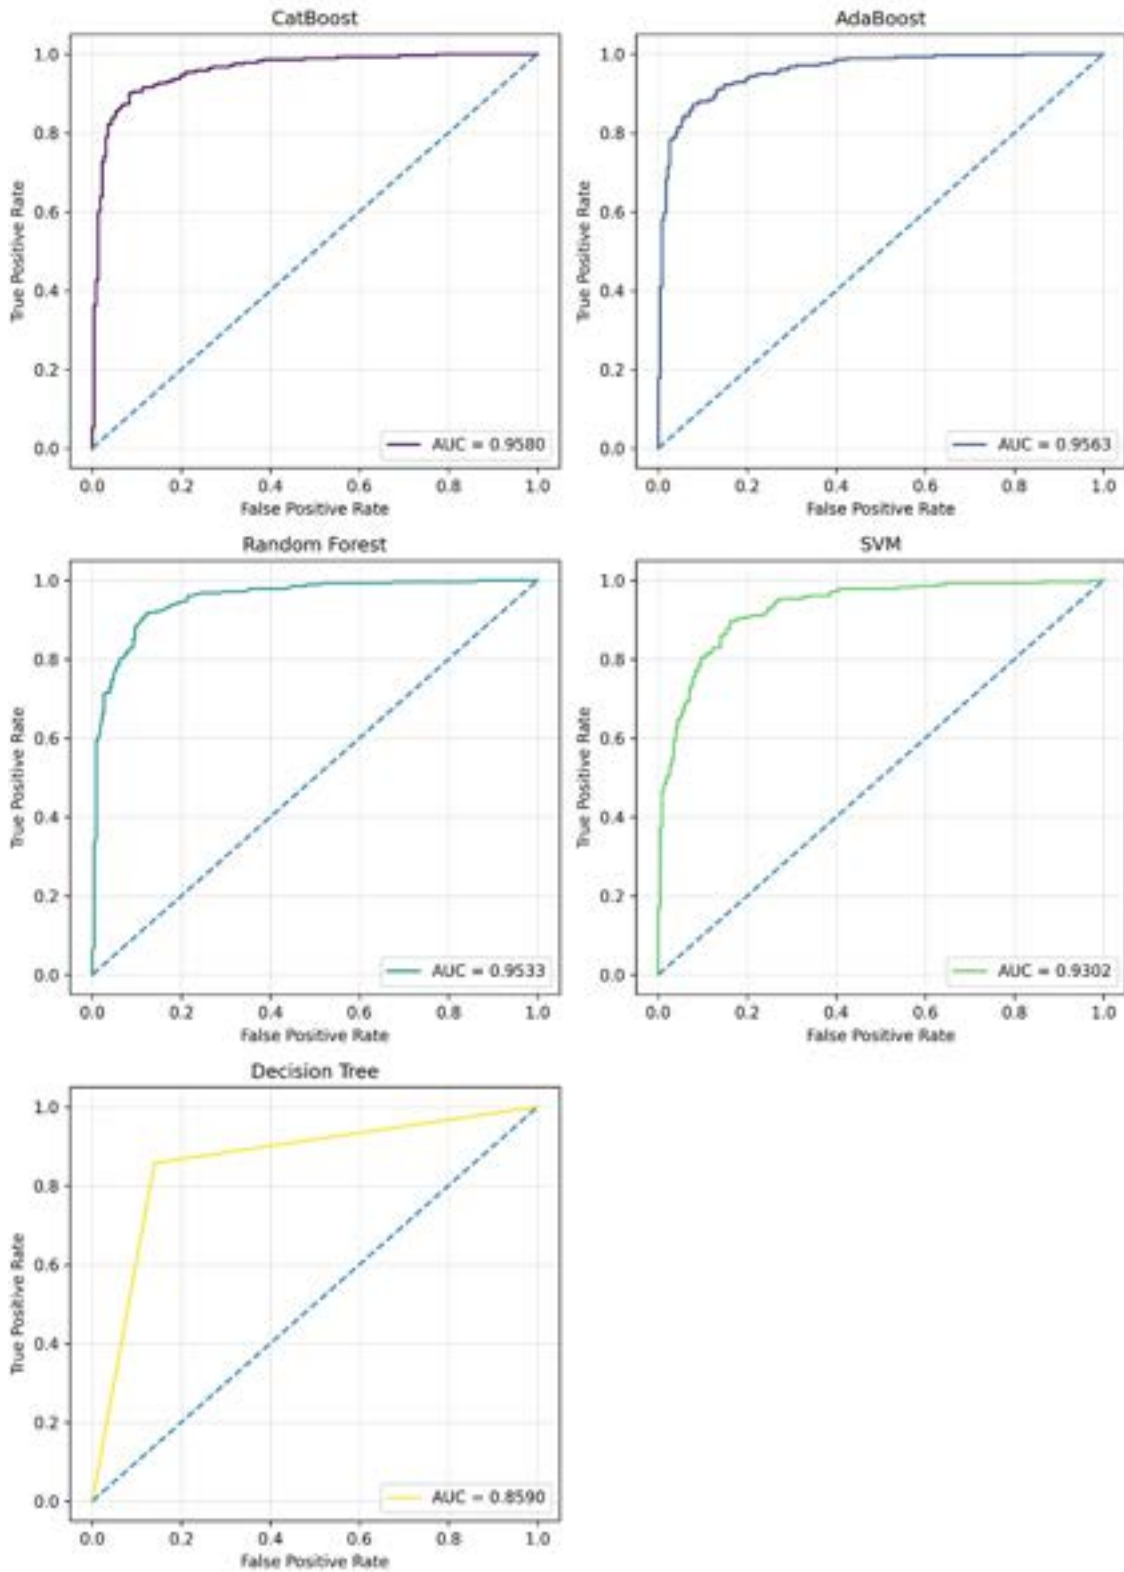 CatBoost
1.0
0.8
0.6
0.4
0.2
0.0
True Positive Rate
AUC = 0.9580
0.0 0.2 0.4 0.6 0.8 1.0
False Positive Rate
AdaBoost
1.0
0.8
0.6
0.4
0.2
0.0
True Positive Rate
AUC = 0.9563
0.0 0.2 0.4 0.6 0.8 1.0
False Positive Rate
Random Forest
1.0
0.8
0.6
0.4
0.2
0.0
True Positive Rate
AUC = 0.9533
0.0 0.2 0.4 0.6 0.8 1.0
False Positive Rate
SVM
1.0
0.8
0.6
0.4
0.2
0.0
True Positive Rate
AUC = 0.9302
0.0 0.2 0.4 0.6 0.8 1.0
False Positive Rate
Decision Tree
1.0
0.8
0.6
0.4
0.2
0.0
True Positive Rate
AUC = 0.8590
0.0 0.2 0.4 0.6 0.8 1.0
False Positive Rate